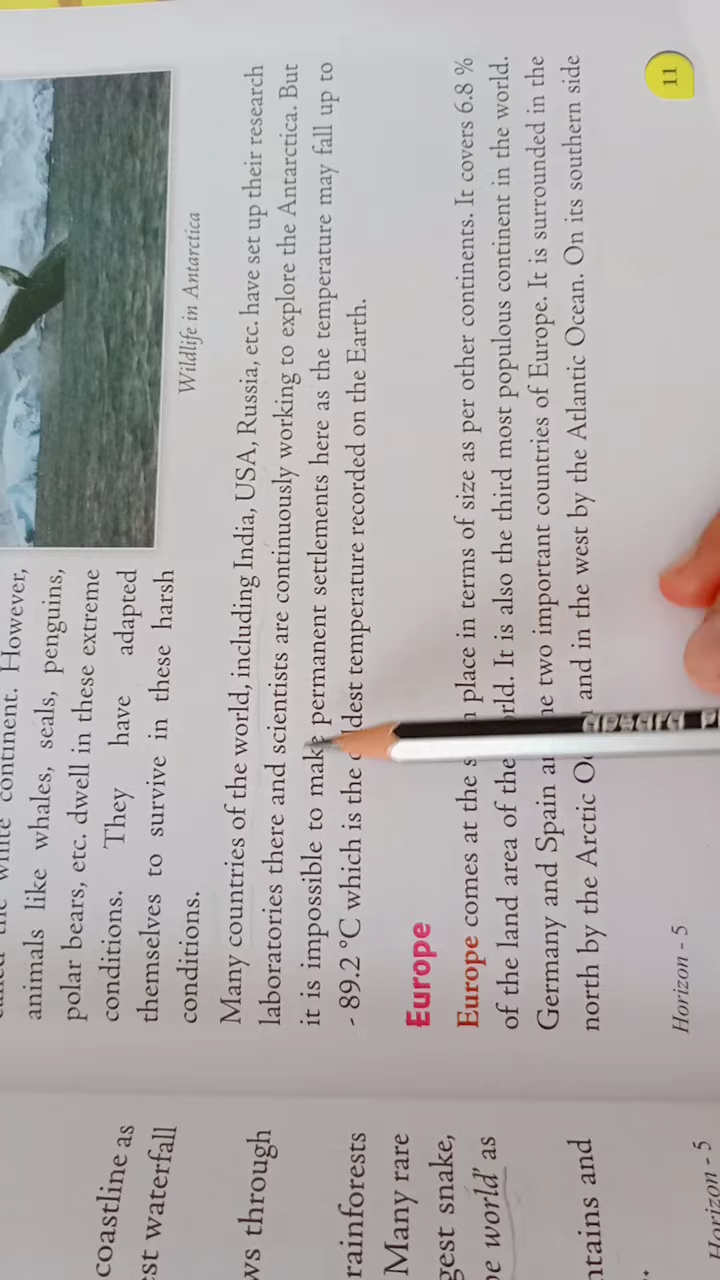 white continent. However,
animals like whales, seals, penguins,
polar bears, etc. dwell in these extreme
conditions. They have adapted
themselves to survive in these harsh
conditions.
Wildlife in Antarctica
Many countries of the world, including India, USA, Russia, etc. have set up their research
laboratories there and scientists are continuously working to explore the Antarctica. But
it is impossible to make permanent settlements here as the temperature may fall up to
- 89.2 °C which is the dest temperature recorded on the Earth.
Europe
Europe comes at the place in terms of size as per other continents. It covers 6.8 %
of the land area of the rld. It is also the third most populous continent in the world.
Germany and Spain two important countries of Europe. It is surrounded in the
north by the Arctic and in the west by the Atlantic Ocean. On its southern side
Horizon - 5
11
coastline as
st waterfall
ws through
rainforests
Many rare
gest snake,
world' as
tains and
Horizon - 5
apsara